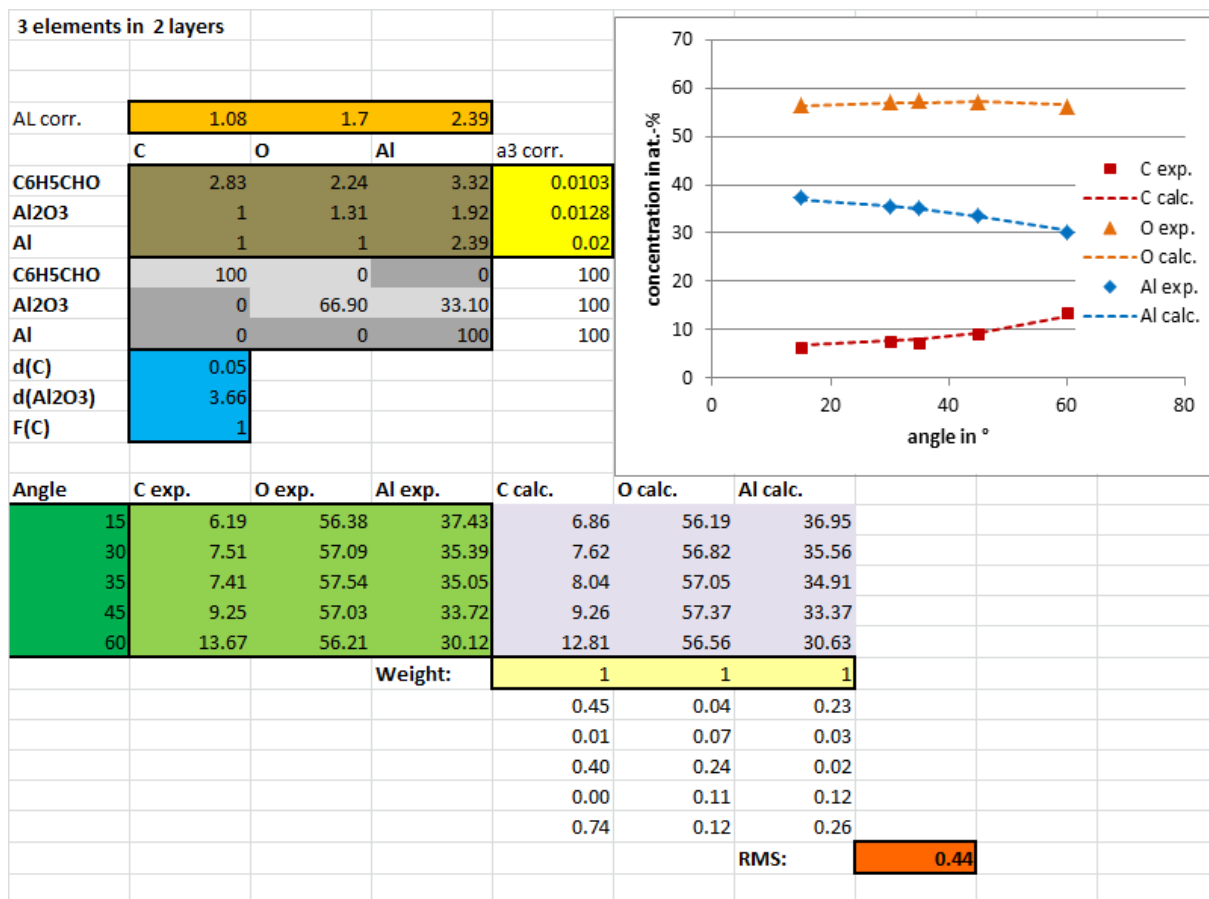 3 elements in 2 layers
AL corr. 1.08 1.7 2.39
C O Al a3 corr.
C6H5CHO 2.83 2.24 3.32 0.0103
Al2O3 1 1.31 1.92 0.0128
Al 1 1 2.39 0.02
C6H5CHO 100 0 0 100
Al2O3 0 66.90 33.10 100
Al 0 0 100 100
d(C) 0.05
d(Al2O3) 3.66
F(C) 1
concentration in at.-%
70
60
50
40
30
20
10
0
0 20 40 60 80
angle in °
C exp.
C calc.
O exp.
O calc.
Al exp.
Al calc.
Angle C exp. O exp. Al exp. C calc. O calc. Al calc.
15 6.19 56.38 37.43 6.86 56.19 36.95
30 7.51 57.09 35.39 7.62 56.82 35.56
35 7.41 57.54 35.05 8.04 57.05 34.91
45 9.25 57.03 33.72 9.26 57.37 33.37
60 13.67 56.21 30.12 12.81 56.56 30.63
Weight: 1 1 1
0.45 0.04 0.23
0.01 0.07 0.03
0.40 0.24 0.02
0.00 0.11 0.12
0.74 0.12 0.26
RMS: 0.44